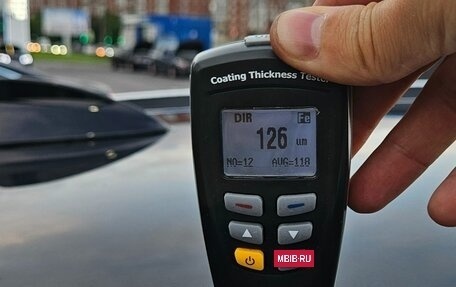 Coating Thickness Tester
DIR Fe
126 um
NO=12 AVG=118
MBIB.RU